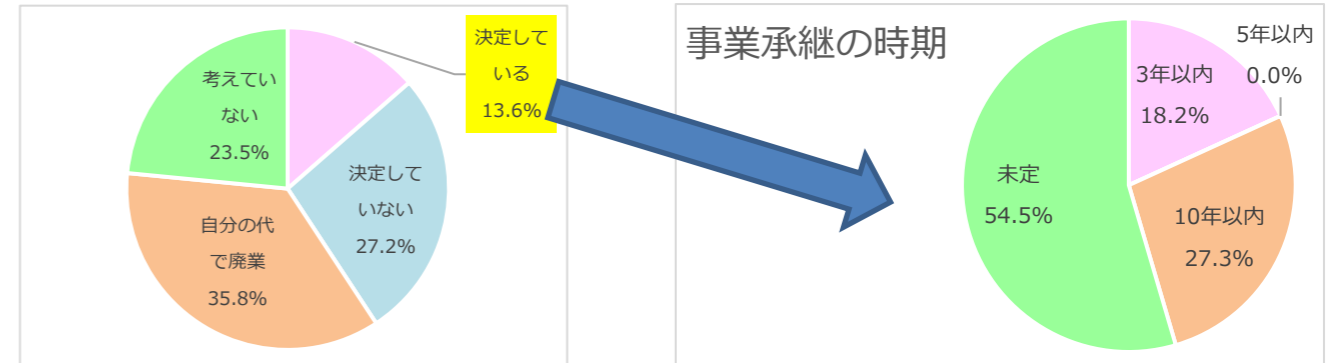 決定して
いる
13.6%
考えてい
ない
23.5%
決定して
いない
27.2%
自分の代
で廃業
35.8%
事業承継の時期
5年以内
0.0%
3年以内
18.2%
未定
54.5%
10年以内
27.3%